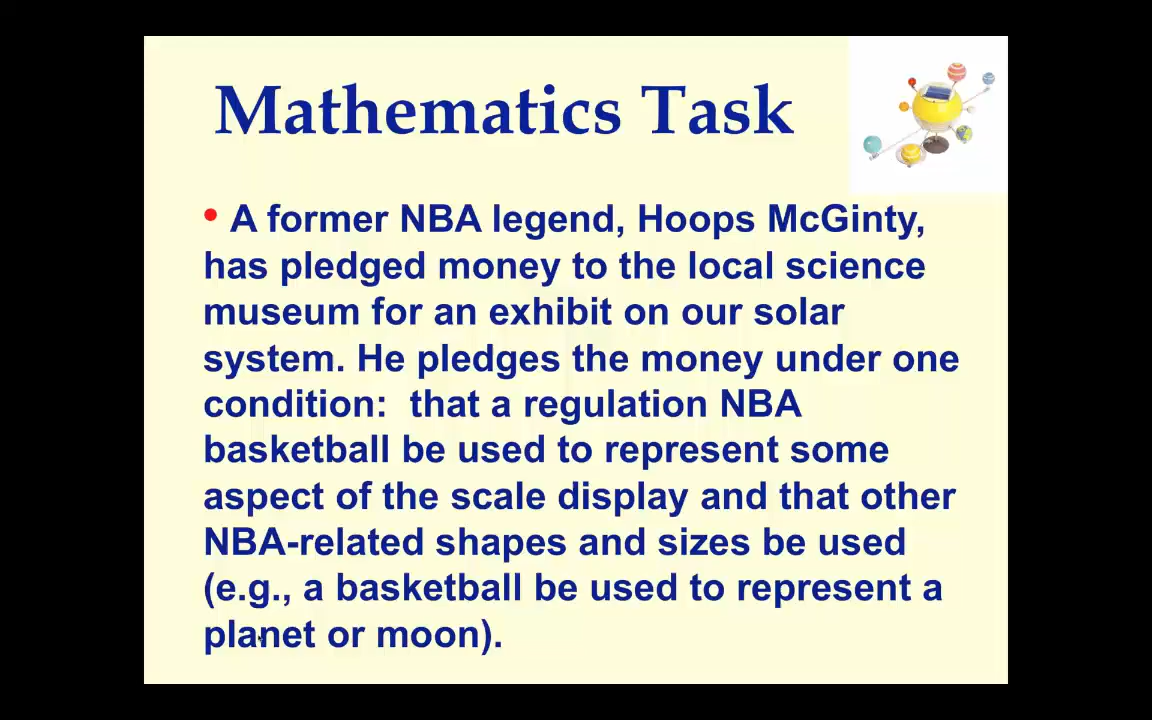 Mathematics Task
• A former NBA legend, Hoops McGinty,
has pledged money to the local science
museum for an exhibit on our solar
system. He pledges the money under one
condition:  that a regulation NBA
basketball be used to represent some
aspect of the scale display and that other
NBA-related shapes and sizes be used
(e.g., a basketball be used to represent a
planet or moon).